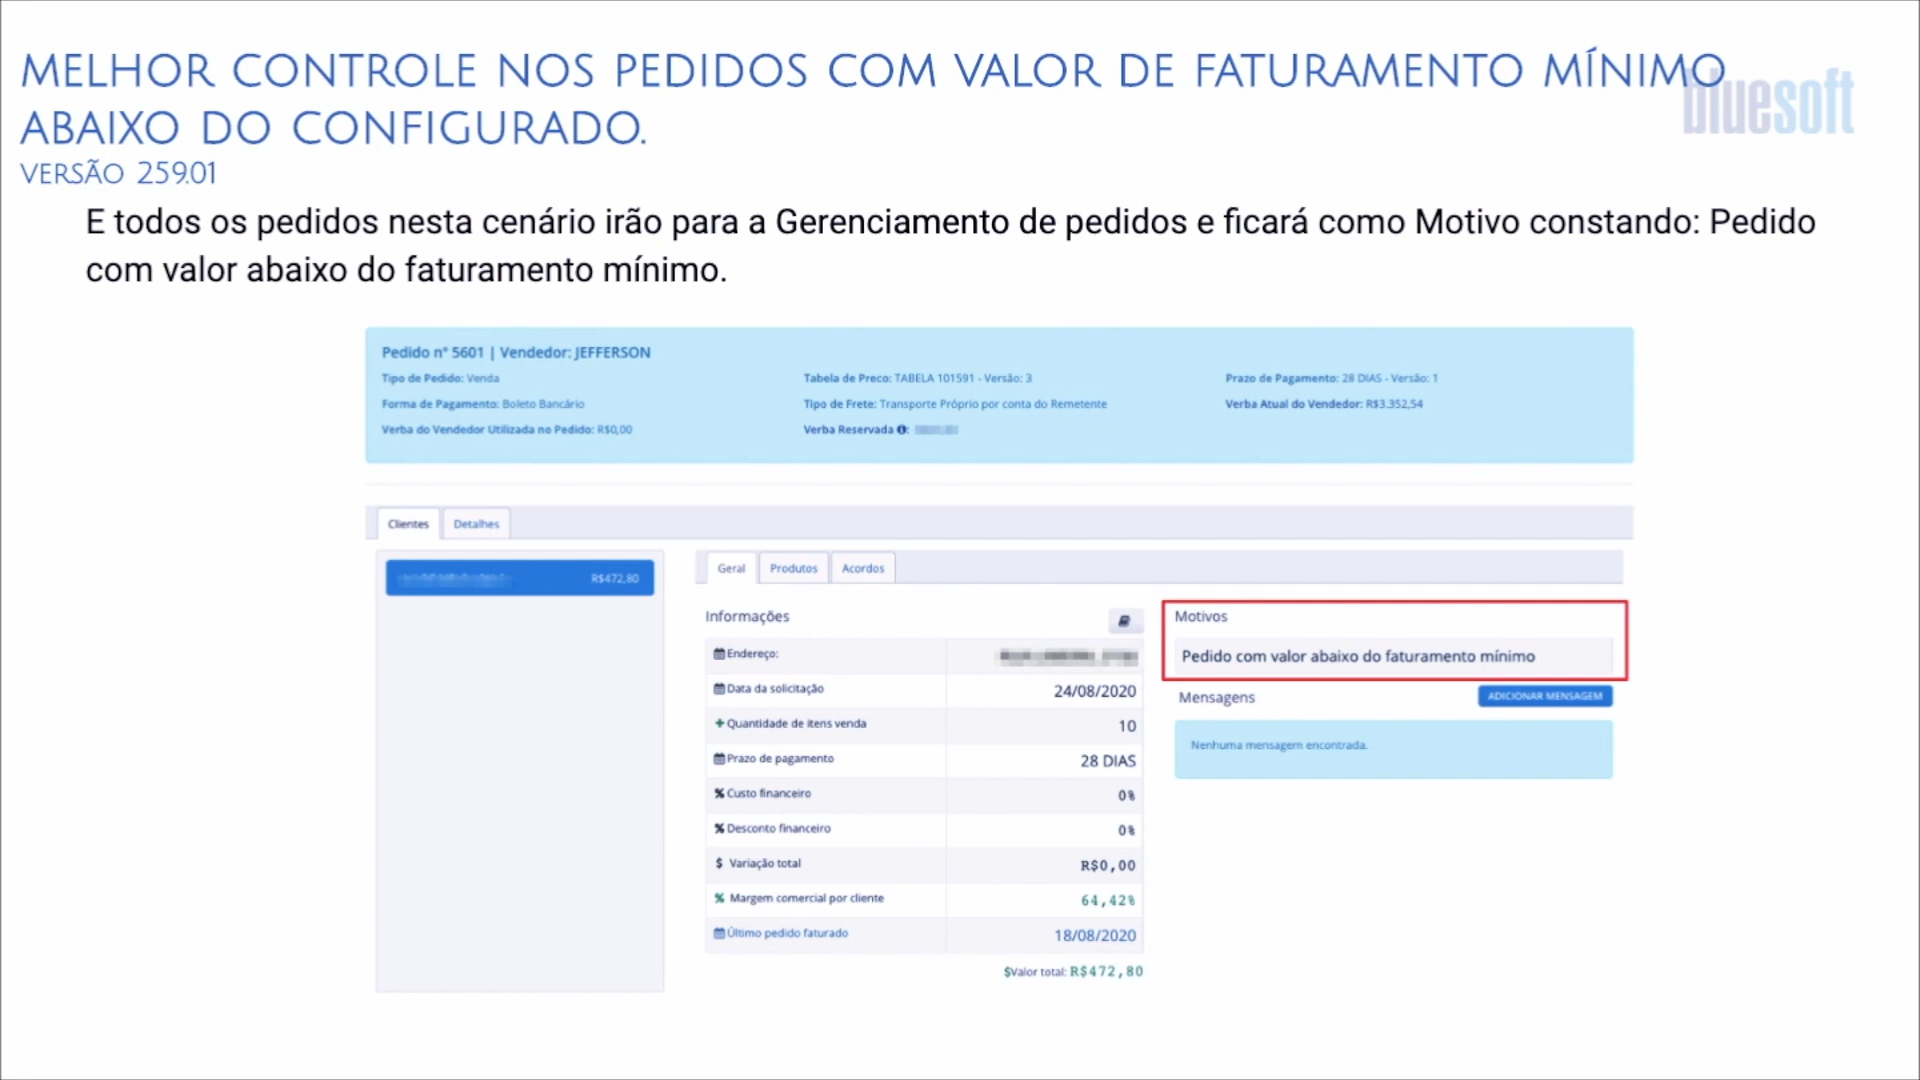 MELHOR CONTROLE NOS PEDIDOS COM VALOR DE FATURAMENTO MÍNIMO
ABAIXO DO CONFIGURADO.
bluesoft
VERSÃO 259.01
E todos os pedidos nesta cenário irão para a Gerenciamento de pedidos e ficará como Motivo constando: Pedido
com valor abaixo do faturamento mínimo.
Pedido n° 5601 | Vendedor: JEFFERSON
Tipo de Pedido: Venda
Tabela de Preco: TABELA 101591 - Versão: 3
Prazo de Pagamento: 28 DIAS - Versão: 1
Forma de Pagamento: Boleto Bancário
Tipo de Frete: Transporte Próprio por conta do Remetente
Verba Atual do Vendedor: R$3.352,54
Verba do Vendedor Utilizada no Pedido: R$0,00
Verba Reservada :
Clientes
Detalhes
R$472,80
Geral
Produtos
Acordos
Informações
Endereço:
Data da solicitação
24/08/2020
Quantidade de itens venda
10
Prazo de pagamento
28 DIAS
Custo financeiro
0%
Desconto financeiro
0%
$ Variação total
R$0,00
% Margem comercial por cliente
64,42%
Último pedido faturado
18/08/2020
$Valor total: R$472,80
Motivos
Pedido com valor abaixo do faturamento mínimo
Mensagens
ADICIONAR MENSAGEM
Nenhuma mensagem encontrada.